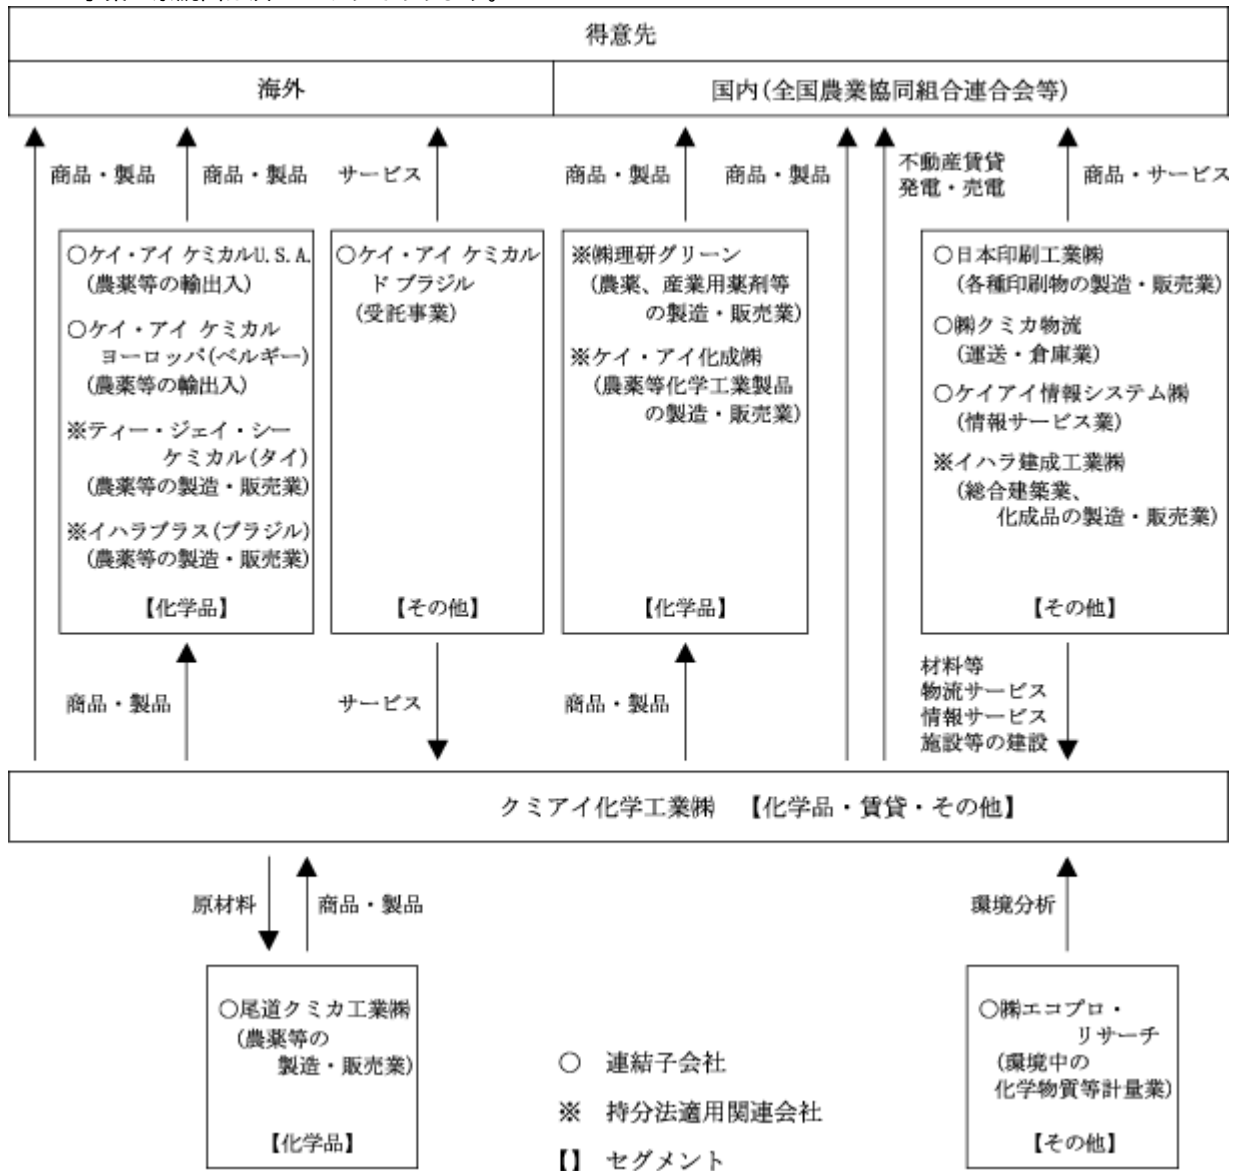 得意先
海外
国内(全国農業協同組合連合会等)
商品・製品
商品・製品
サービス
商品・製品
商品・製品
不動産賃貸
発電・売電
商品・サービス
○ケイ・アイ ケミカルU.S.A.
(農薬等の輸出入)
○ケイ・アイ ケミカル
ヨーロッパ(ベルギー)
(農薬等の輸出入)
※ティー・ジェイ・シー
ケミカル(タイ)
(農薬等の製造・販売業)
※イハラブラス(ブラジル)
(農薬等の製造・販売業)
【化学品】
○ケイ・アイ ケミカル
ド ブラジル
(受託事業)
【その他】
※㈱理研グリーン
(農薬、産業用薬剤等
の製造・販売業)
※ケイ・アイ化成㈱
(農薬等化学工業製品
の製造・販売業)
【化学品】
○日本印刷工業㈱
(各種印刷物の製造・販売業)
○㈱クミカ物流
(運送・倉庫業)
○ケイアイ情報システム㈱
(情報サービス業)
※イハラ建成工業㈱
(総合建築業、
化成品の製造・販売業)
【その他】
商品・製品
サービス
商品・製品
材料等
物流サービス
情報サービス
施設等の建設
クミアイ化学工業㈱ 【化学品・賃貸・その他】
原材料
商品・製品
環境分析
○尾道クミカ工業㈱
(農薬等の
製造・販売業)
【化学品】
○㈱エコプロ・
リサーチ
(環境中の
化学物質等計量業)
【その他】
○ 連結子会社
※ 持分法適用関連会社
【】 セグメント